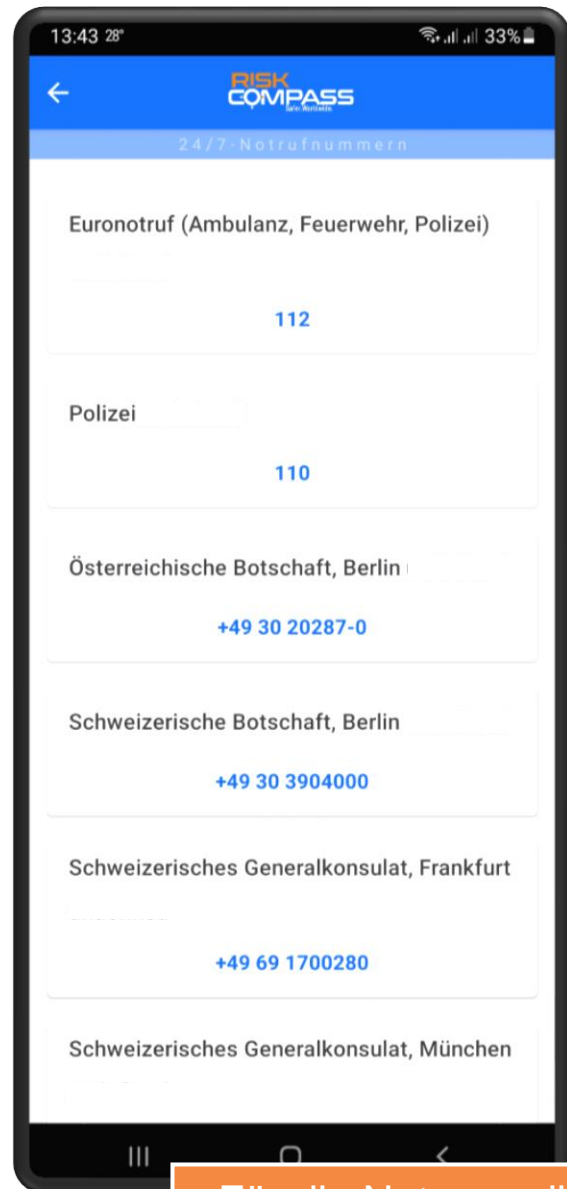 13:43 28° 33%
RISK
COMPASS
Safer. Worldwide.
24/7-Notrufnummern
Euronotruf (Ambulanz, Feuerwehr, Polizei)
112
Polizei
110
Österreichische Botschaft, Berlin
+49 30 20287-0
Schweizerische Botschaft, Berlin
+49 30 3904000
Schweizerisches Generalkonsulat, Frankfurt
+49 69 1700280
Schweizerisches Generalkonsulat, München